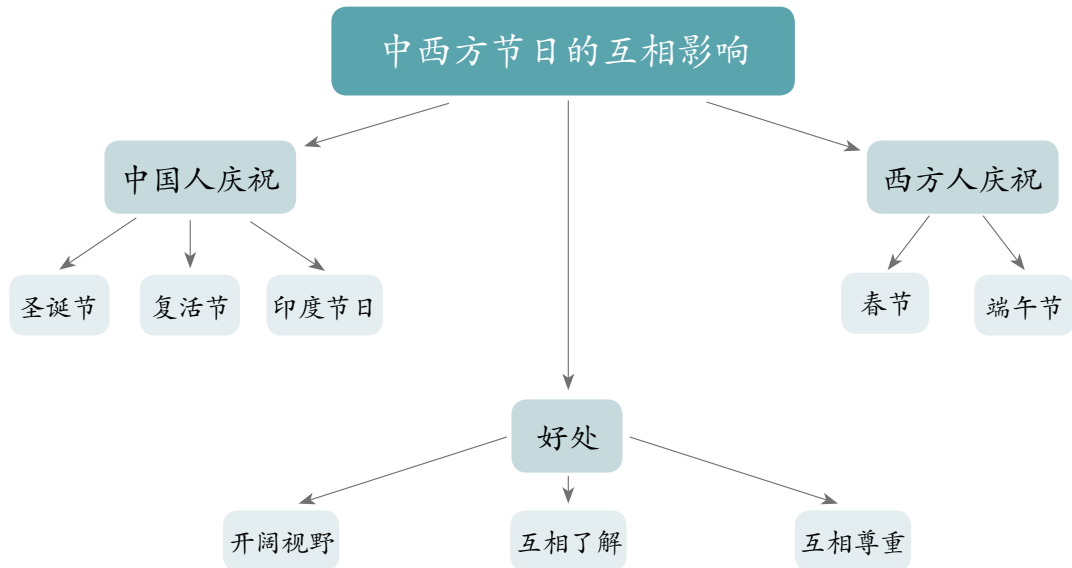 中西方节日的互相影响
中国人庆祝
西方人庆祝
圣诞节
复活节
印度节日
春节
端午节
好处
开阔视野
互相了解
互相尊重